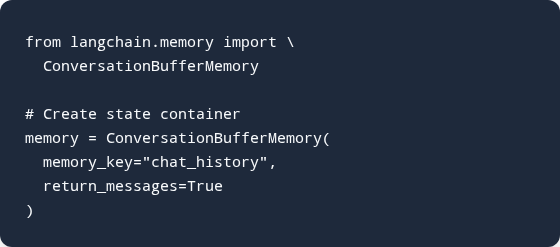 from langchain.memory import \
  ConversationBufferMemory

# Create state container
memory = ConversationBufferMemory(
  memory_key="chat_history",
  return_messages=True
)